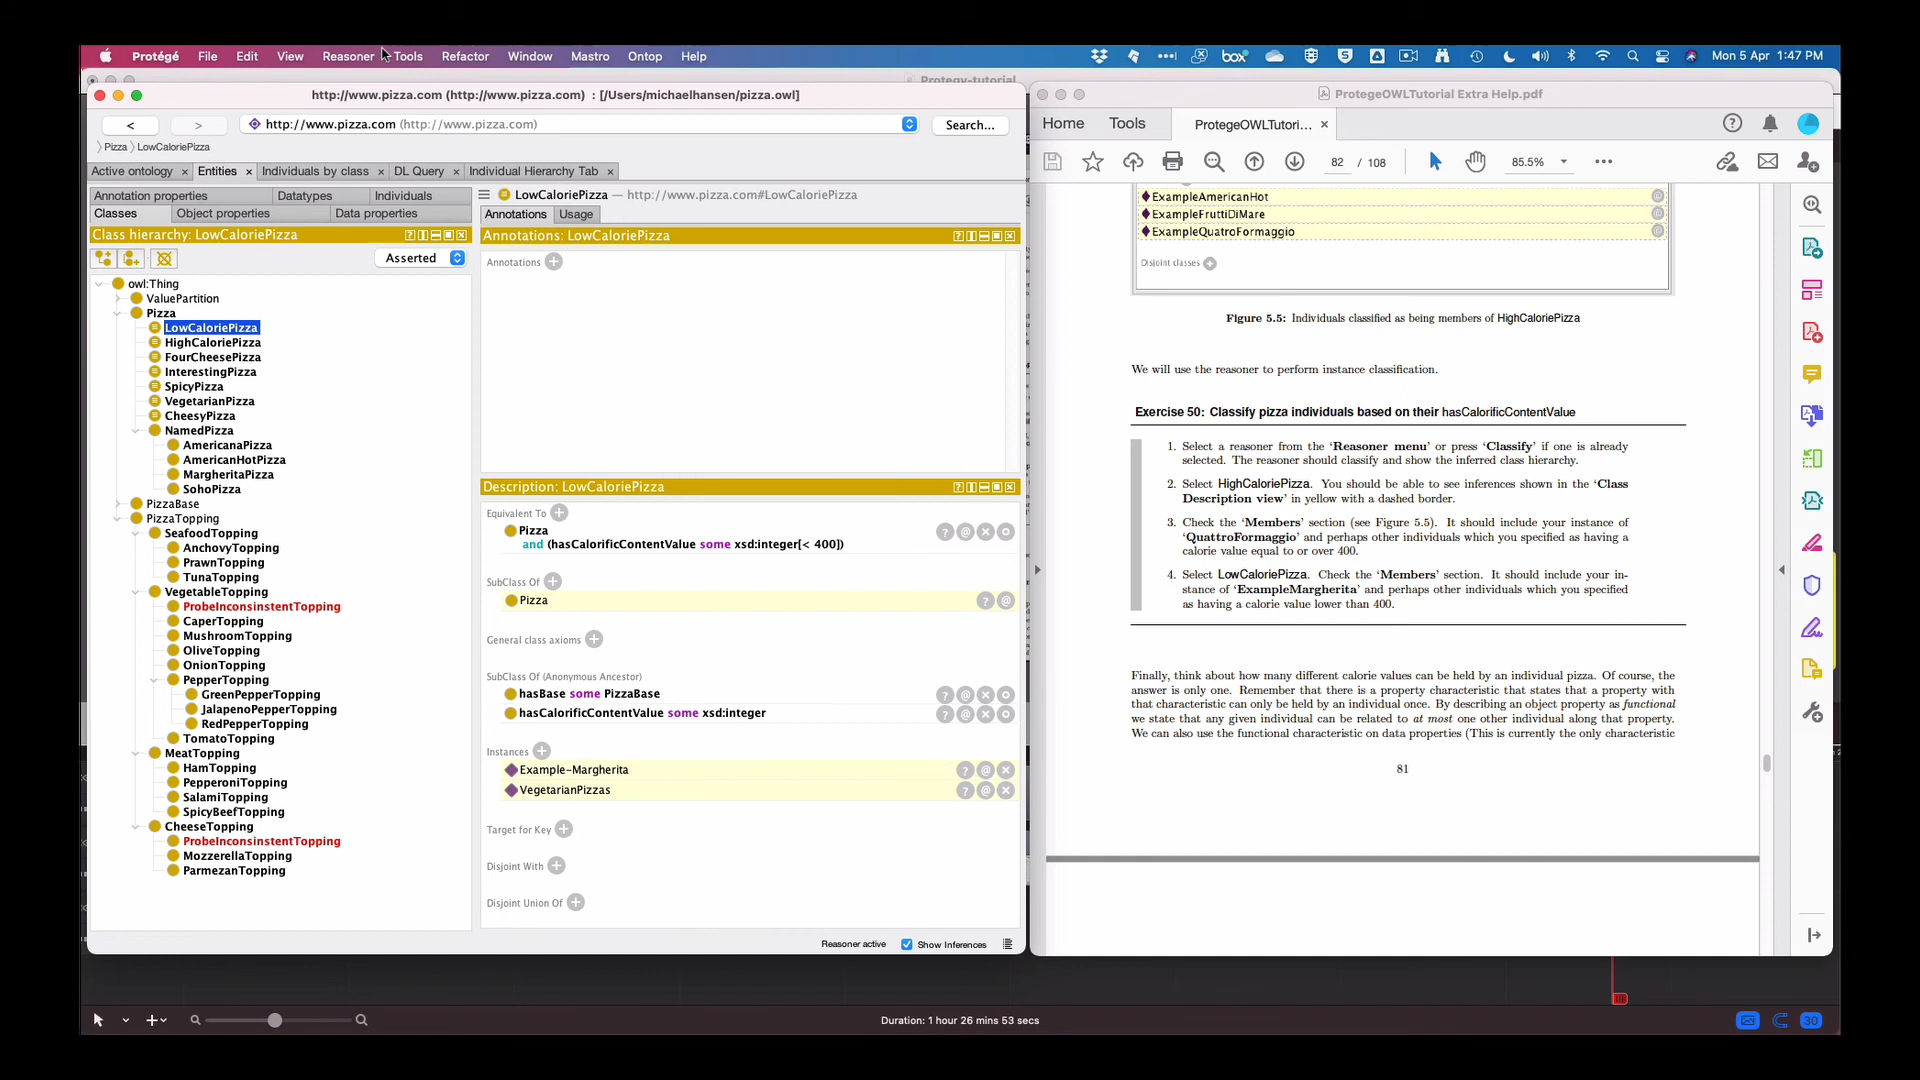 Protégé File Edit View Reasoner Tools Refactor Window Mastro Ontop Help
box Mon 5 Apr 1:47 PM
Protegy-tutorial
http://www.pizza.com (http://www.pizza.com) : [/Users/michaelhansen/pizza.owl]
< > http://www.pizza.com (http://www.pizza.com) Search...
Pizza LowCaloriePizza
Active ontology × Entities × Individuals by class × DL Query × Individual Hierarchy Tab ×
Annotation properties Datatypes Individuals
Classes Object properties Data properties
Class hierarchy: LowCaloriePizza
Asserted
owl:Thing
ValuePartition
Pizza
LowCaloriePizza
HighCaloriePizza
FourCheesePizza
InterestingPizza
SpicyPizza
VegetarianPizza
CheesyPizza
NamedPizza
AmericanaPizza
AmericanHotPizza
MargheritaPizza
SohoPizza
PizzaBase
PizzaTopping
SeafoodTopping
AnchovyTopping
PrawnTopping
TunaTopping
VegetableTopping
ProbeInconsinstentTopping
CaperTopping
MushroomTopping
OliveTopping
OnionTopping
PepperTopping
GreenPepperTopping
JalapenoPepperTopping
RedPepperTopping
TomatoTopping
MeatTopping
HamTopping
PepperoniTopping
SalamiTopping
SpicyBeefTopping
CheeseTopping
ProbeInconsinstentTopping
MozzerellaTopping
ParmezanTopping
LowCaloriePizza — http://www.pizza.com#LowCaloriePizza
Annotations Usage
Annotations: LowCaloriePizza
Annotations
Description: LowCaloriePizza
Equivalent To
Pizza
and (hasCalorificContentValue some xsd:integer[< 400])
SubClass Of
Pizza
General class axioms
SubClass Of (Anonymous Ancestor)
hasBase some PizzaBase
hasCalorificContentValue some xsd:integer
Instances
Example-Margherita
VegetarianPizzas
Target for Key
Disjoint With
Disjoint Union Of
Reasoner active Show Inferences
ProtegeOWLTutorial Extra Help.pdf
Home Tools ProtegeOWLTutori... ×
82 / 108 85.5%
ExampleAmericanHot
ExampleFruttiDiMare
ExampleQuatroFormaggio
Disjoint classes
Figure 5.5: Individuals classified as being members of HighCaloriePizza
We will use the reasoner to perform instance classification.
Exercise 50: Classify pizza individuals based on their hasCalorificContentValue
1. Select a reasoner from the ‘Reasoner menu’ or press ‘Classify’ if one is already
selected. The reasoner should classify and show the inferred class hierarchy.
2. Select HighCaloriePizza. You should be able to see inferences shown in the ‘Class
Description view’ in yellow with a dashed border.
3. Check the ‘Members’ section (see Figure 5.5). It should include your instance of
‘QuattroFormaggio’ and perhaps other individuals which you specified as having a
calorie value equal to or over 400.
4. Select LowCaloriePizza. Check the ‘Members’ section. It should include your in-
stance of ‘ExampleMargherita’ and perhaps other individuals which you specified
as having a calorie value lower than 400.
Finally, think about how many different calorie values can be held by an individual pizza. Of course, the
answer is only one. Remember that there is a property characteristic that states that a property with
that characteristic can only be held by an individual once. By describing an object property as functional
we state that any given individual can be related to at most one other individual along that property.
We can also use the functional characteristic on data properties (This is currently the only characteristic
81
Duration: 1 hour 26 mins 53 secs
30